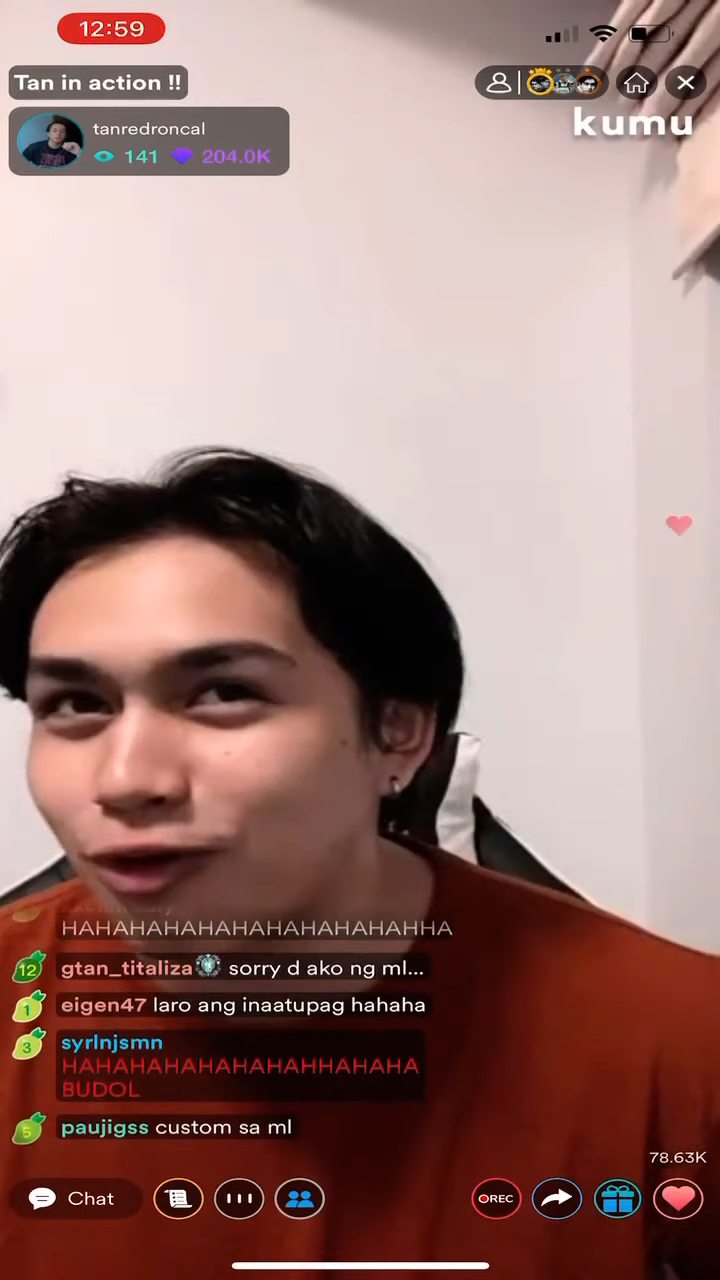 12:59
Tan in action !!
kumu
tanredroncal
141 204.0K
HAHAHAHAHAHAHAHAHAHAHHA
12 gtan_titaliza sorry d ako ng ml...
1 eigen47 laro ang inaatupag hahaha
3 syrlnjsmn
HAHAHAHAHAHAHAHHAHAHA
BUDOL
5 paujigss custom sa ml
78.63K
Chat
REC